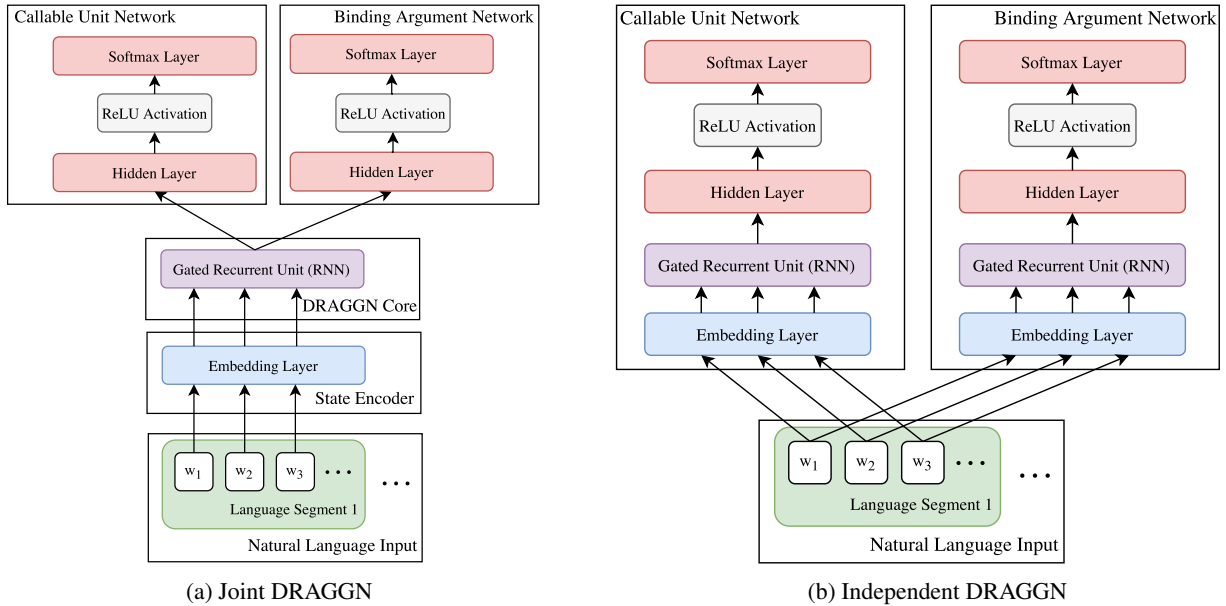 Callable Unit Network
Softmax Layer
ReLU Activation
Hidden Layer
Binding Argument Network
Softmax Layer
ReLU Activation
Hidden Layer
Gated Recurrent Unit (RNN)
DRAGGN Core
Embedding Layer
State Encoder
w1 w2 w3 ... ...
Language Segment 1
Natural Language Input
(a) Joint DRAGGN
Callable Unit Network
Softmax Layer
ReLU Activation
Hidden Layer
Gated Recurrent Unit (RNN)
Embedding Layer
Binding Argument Network
Softmax Layer
ReLU Activation
Hidden Layer
Gated Recurrent Unit (RNN)
Embedding Layer
w1 w2 w3 ... ...
Language Segment 1
Natural Language Input
(b) Independent DRAGGN